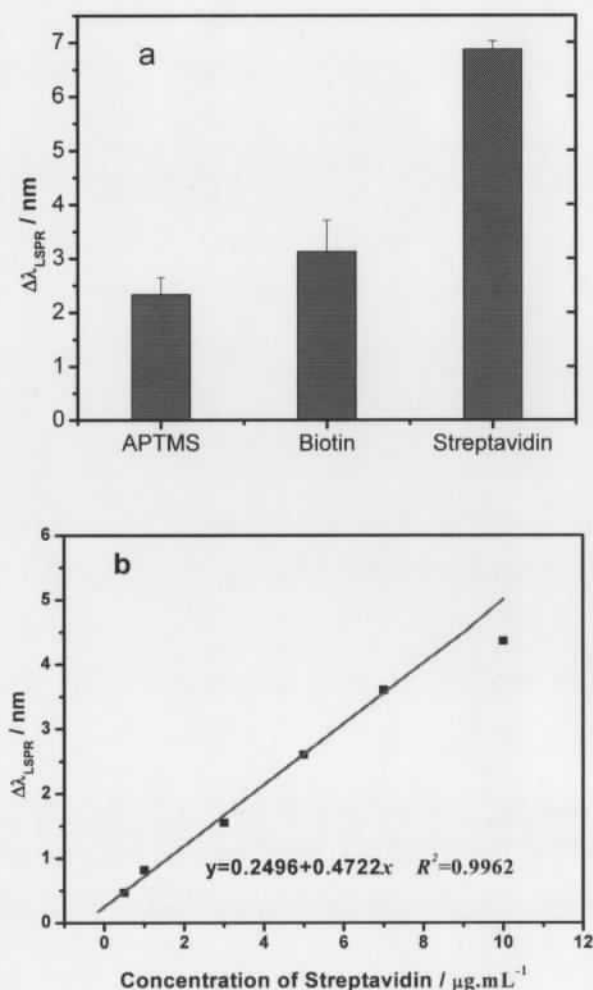 a
7
6
5
4
3
2
1
0
Δλ_LSPR / nm
APTMS Biotin Streptavidin
b
6
5
4
3
2
1
0
Δλ_LSPR / nm
y=0.2496+0.4722x R²=0.9962
0 2 4 6 8 10 12
Concentration of Streptavidin / μg.mL⁻¹